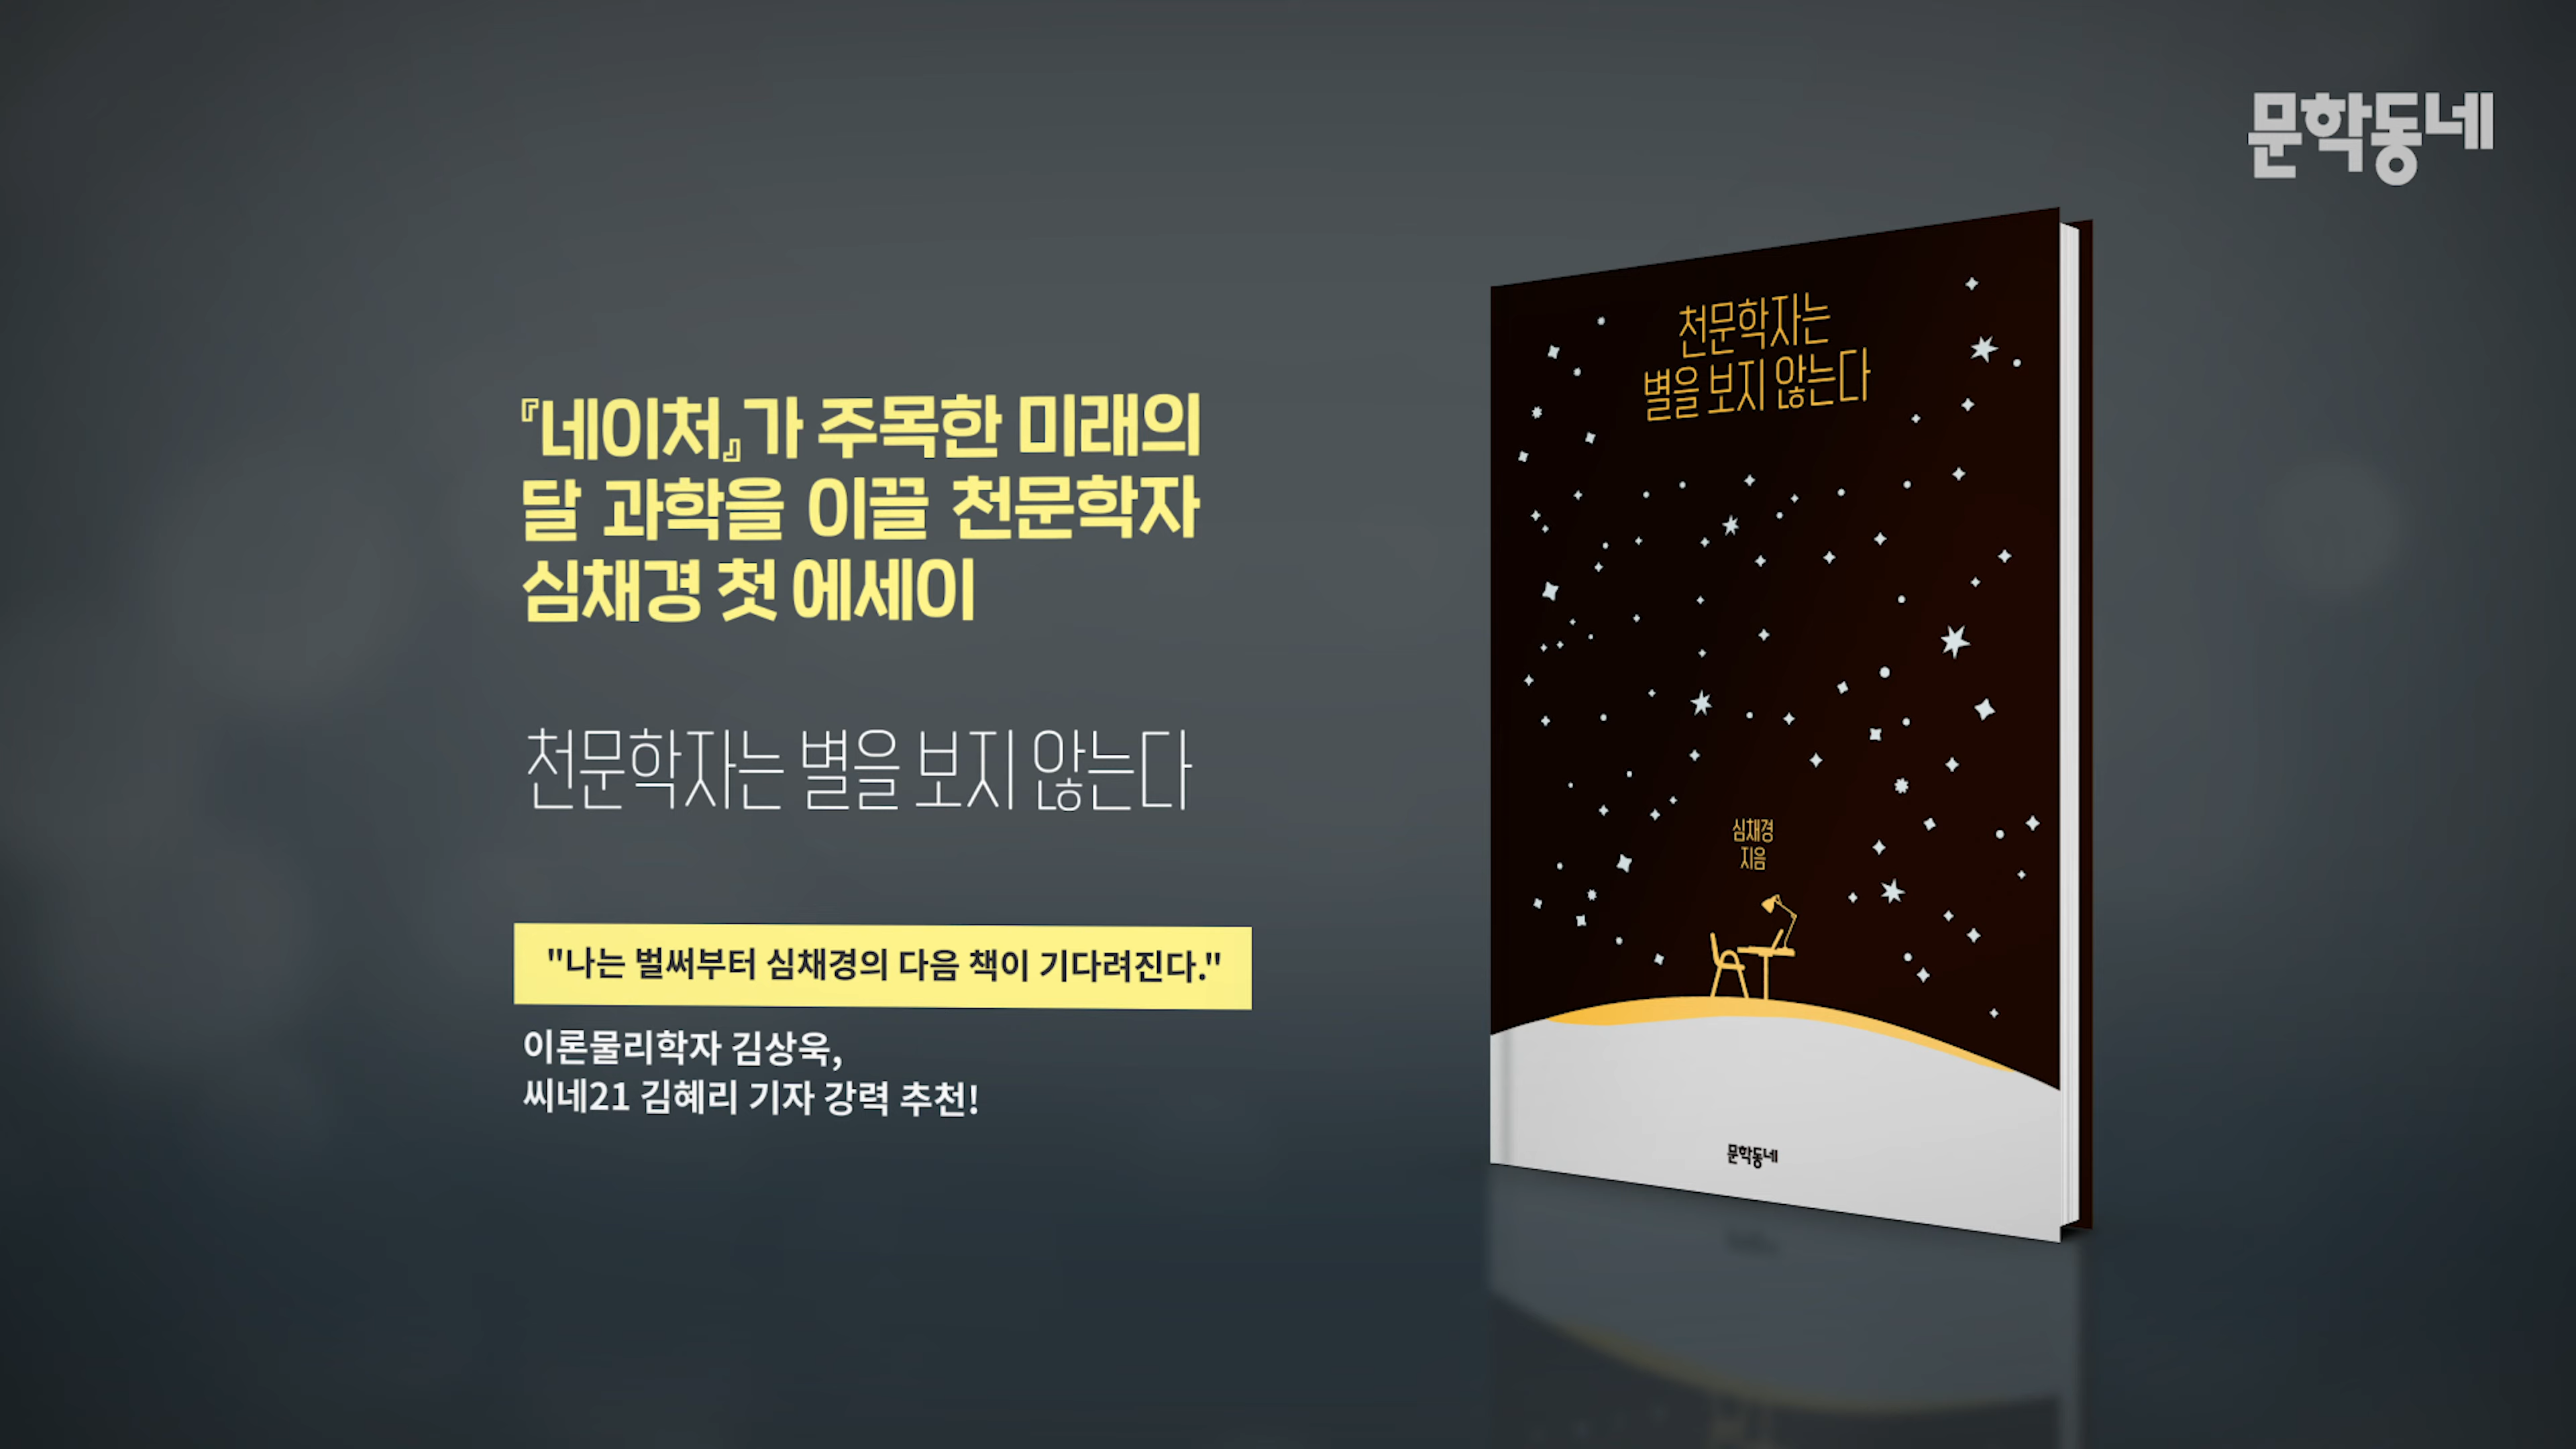 문학동네
『네이처』가 주목한 미래의
달 과학을 이끌 천문학자
심채경 첫 에세이
천문학자는 별을 보지 않는다
"나는 벌써부터 심채경의 다음 책이 기다려진다."
이론물리학자 김상욱,
씨네21 김혜리 기자 강력 추천!
천문학자는
별을 보지 않는다
심채경
지음
문학동네